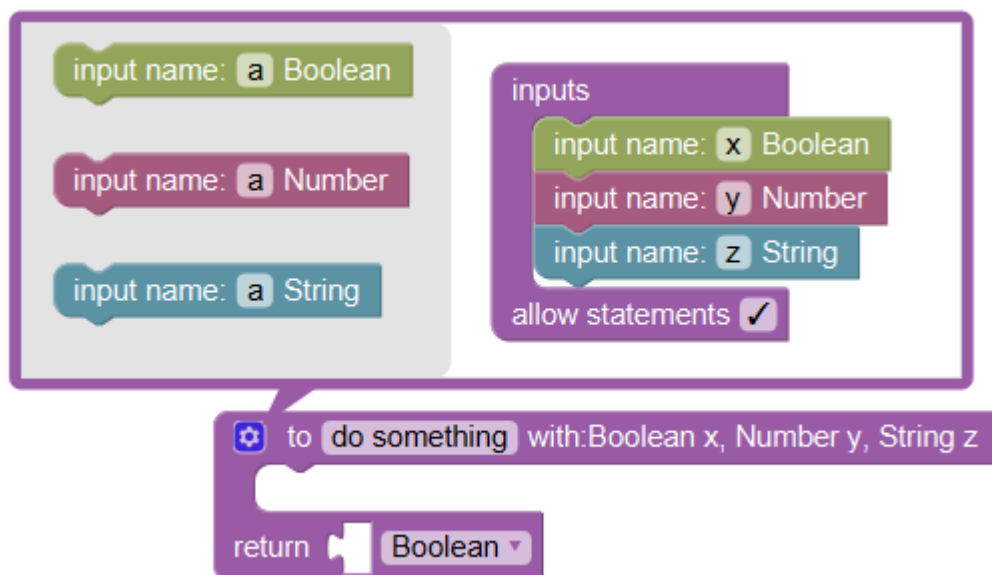 input name: a Boolean
input name: a Number
input name: a String
inputs
input name: x Boolean
input name: y Number
input name: z String
allow statements ✓
to do something with:Boolean x, Number y, String z
return Boolean